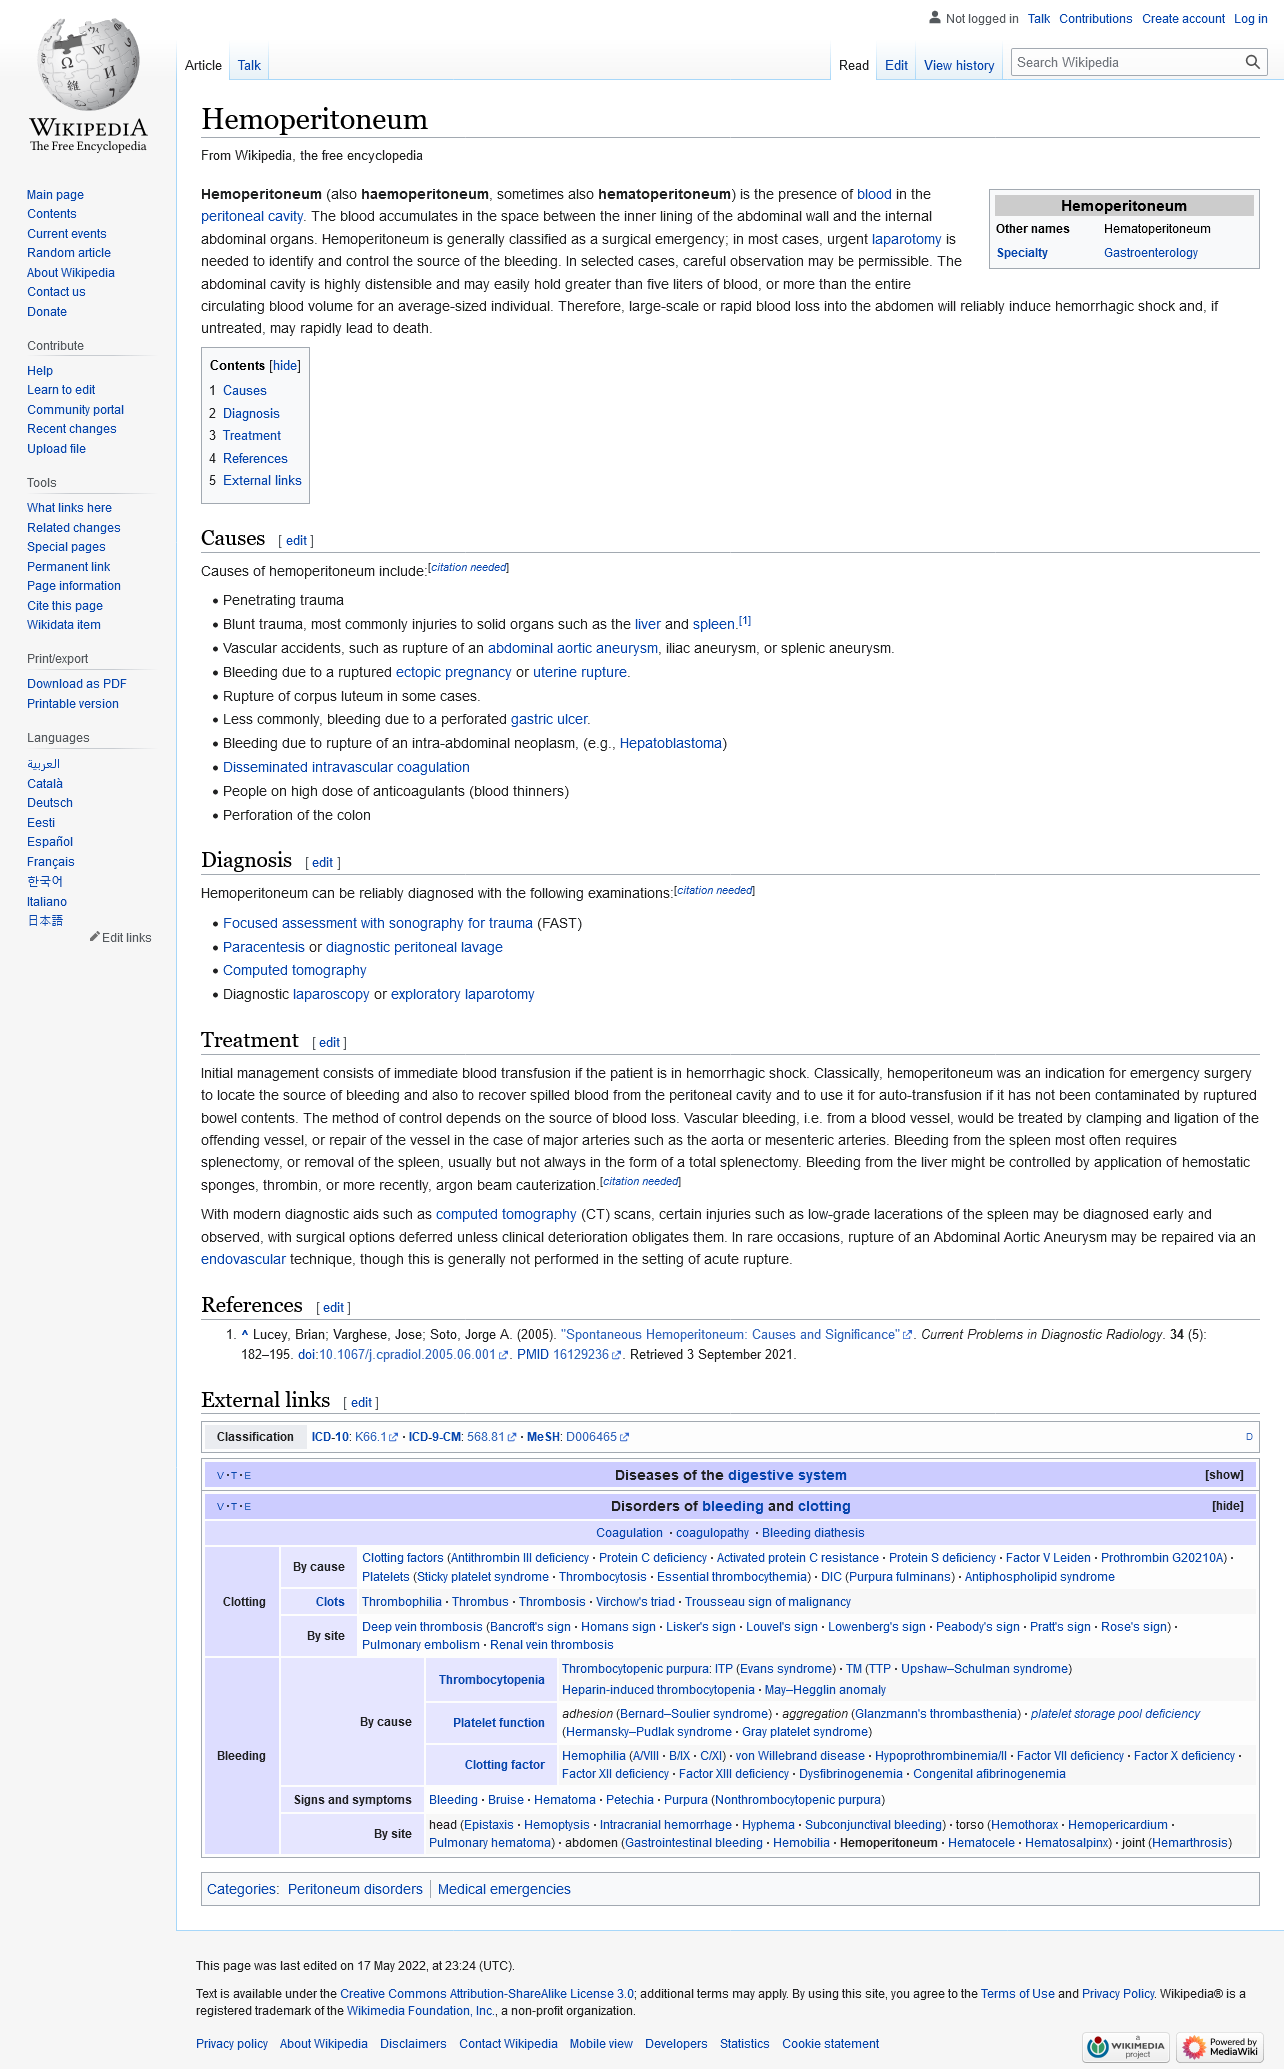 Not logged in Talk Contributions Create account Log in
Article Talk Read Edit View history Search Wikipedia
WIKIPEDIA
The Free Encyclopedia
Main page
Contents
Current events
Random article
About Wikipedia
Contact us
Donate
Contribute
Help
Learn to edit
Community portal
Recent changes
Upload file
Tools
What links here
Related changes
Special pages
Permanent link
Page information
Cite this page
Wikidata item
Print/export
Download as PDF
Printable version
Languages
العربية
Català
Deutsch
Eesti
Español
Français
한국어
Italiano
日本語
Edit links
Hemoperitoneum
From Wikipedia, the free encyclopedia
Hemoperitoneum (also haemoperitoneum, sometimes also hematoperitoneum) is the presence of blood in the
peritoneal cavity. The blood accumulates in the space between the inner lining of the abdominal wall and the internal
abdominal organs. Hemoperitoneum is generally classified as a surgical emergency; in most cases, urgent laparotomy is
needed to identify and control the source of the bleeding. In selected cases, careful observation may be permissible. The
abdominal cavity is highly distensible and may easily hold greater than five liters of blood, or more than the entire
circulating blood volume for an average-sized individual. Therefore, large-scale or rapid blood loss into the abdomen will reliably induce hemorrhagic shock and, if
untreated, may rapidly lead to death.
Hemoperitoneum
Other names Hematoperitoneum
Specialty Gastroenterology
Contents [hide]
1 Causes
2 Diagnosis
3 Treatment
4 References
5 External links
Causes [ edit ]
Causes of hemoperitoneum include:[citation needed]
• Penetrating trauma
• Blunt trauma, most commonly injuries to solid organs such as the liver and spleen.[1]
• Vascular accidents, such as rupture of an abdominal aortic aneurysm, iliac aneurysm, or splenic aneurysm.
• Bleeding due to a ruptured ectopic pregnancy or uterine rupture.
• Rupture of corpus luteum in some cases.
• Less commonly, bleeding due to a perforated gastric ulcer.
• Bleeding due to rupture of an intra-abdominal neoplasm, (e.g., Hepatoblastoma)
• Disseminated intravascular coagulation
• People on high dose of anticoagulants (blood thinners)
• Perforation of the colon
Diagnosis [ edit ]
Hemoperitoneum can be reliably diagnosed with the following examinations:[citation needed]
• Focused assessment with sonography for trauma (FAST)
• Paracentesis or diagnostic peritoneal lavage
• Computed tomography
• Diagnostic laparoscopy or exploratory laparotomy
Treatment [ edit ]
Initial management consists of immediate blood transfusion if the patient is in hemorrhagic shock. Classically, hemoperitoneum was an indication for emergency surgery
to locate the source of bleeding and also to recover spilled blood from the peritoneal cavity and to use it for auto-transfusion if it has not been contaminated by ruptured
bowel contents. The method of control depends on the source of blood loss. Vascular bleeding, i.e. from a blood vessel, would be treated by clamping and ligation of the
offending vessel, or repair of the vessel in the case of major arteries such as the aorta or mesenteric arteries. Bleeding from the spleen most often requires
splenectomy, or removal of the spleen, usually but not always in the form of a total splenectomy. Bleeding from the liver might be controlled by application of hemostatic
sponges, thrombin, or more recently, argon beam cauterization.[citation needed]
With modern diagnostic aids such as computed tomography (CT) scans, certain injuries such as low-grade lacerations of the spleen may be diagnosed early and
observed, with surgical options deferred unless clinical deterioration obligates them. In rare occasions, rupture of an Abdominal Aortic Aneurysm may be repaired via an
endovascular technique, though this is generally not performed in the setting of acute rupture.
References [ edit ]
1. ^ Lucey, Brian; Varghese, Jose; Soto, Jorge A. (2005). "Spontaneous Hemoperitoneum: Causes and Significance". Current Problems in Diagnostic Radiology. 34 (5):
182–195. doi:10.1067/j.cpradiol.2005.06.001. PMID 16129236. Retrieved 3 September 2021.
External links [ edit ]
Classification ICD-10: K66.1 · ICD-9-CM: 568.81 · MeSH: D006465 D
V · T · E Diseases of the digestive system [show]
V · T · E Disorders of bleeding and clotting [hide]
Coagulation · coagulopathy · Bleeding diathesis
Clotting
By cause
Clotting factors (Antithrombin III deficiency · Protein C deficiency · Activated protein C resistance · Protein S deficiency · Factor V Leiden · Prothrombin G20210A) ·
Platelets (Sticky platelet syndrome · Thrombocytosis · Essential thrombocythemia) · DIC (Purpura fulminans) · Antiphospholipid syndrome
Clots Thrombophilia · Thrombus · Thrombosis · Virchow's triad · Trousseau sign of malignancy
By site
Deep vein thrombosis (Bancroft's sign · Homans sign · Lisker's sign · Louvel's sign · Lowenberg's sign · Peabody's sign · Pratt's sign · Rose's sign) ·
Pulmonary embolism · Renal vein thrombosis
Bleeding
By cause
Thrombocytopenia
Thrombocytopenic purpura: ITP (Evans syndrome) · TM (TTP · Upshaw–Schulman syndrome)
Heparin-induced thrombocytopenia · May–Hegglin anomaly
Platelet function
adhesion (Bernard–Soulier syndrome) · aggregation (Glanzmann's thrombasthenia) · platelet storage pool deficiency
(Hermansky–Pudlak syndrome · Gray platelet syndrome)
Clotting factor
Hemophilia (A/VIII · B/IX · C/XI) · von Willebrand disease · Hypoprothrombinemia/II · Factor VII deficiency · Factor X deficiency ·
Factor XII deficiency · Factor XIII deficiency · Dysfibrinogenemia · Congenital afibrinogenemia
Signs and symptoms Bleeding · Bruise · Hematoma · Petechia · Purpura (Nonthrombocytopenic purpura)
By site
head (Epistaxis · Hemoptysis · Intracranial hemorrhage · Hyphema · Subconjunctival bleeding) · torso (Hemothorax · Hemopericardium ·
Pulmonary hematoma) · abdomen (Gastrointestinal bleeding · Hemobilia · Hemoperitoneum · Hematocele · Hematosalpinx) · joint (Hemarthrosis)
Categories: Peritoneum disorders | Medical emergencies
This page was last edited on 17 May 2022, at 23:24 (UTC).
Text is available under the Creative Commons Attribution-ShareAlike License 3.0; additional terms may apply. By using this site, you agree to the Terms of Use and Privacy Policy. Wikipedia® is a
registered trademark of the Wikimedia Foundation, Inc., a non-profit organization.
Privacy policy About Wikipedia Disclaimers Contact Wikipedia Mobile view Developers Statistics Cookie statement
a WIKIMEDIA project
Powered by MediaWiki